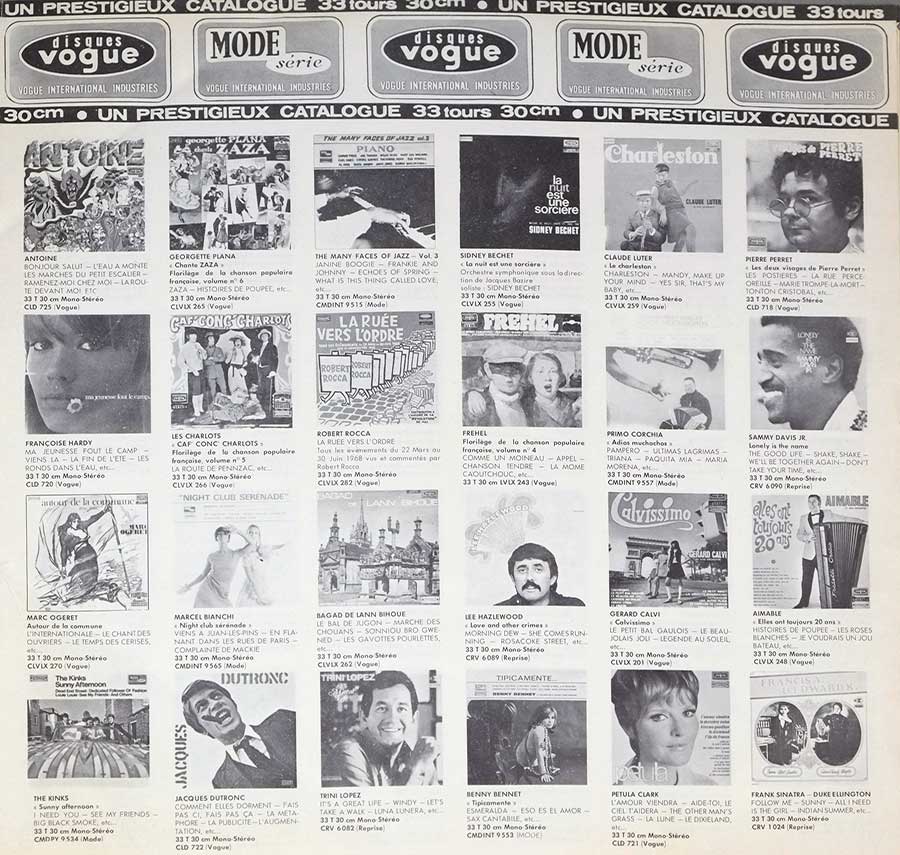 UN PRESTIGIEUX CATALOGUE 33 tours 30cm • UN PRESTIGIEUX CATALOGUE 33 tours
disques
vogue
VOGUE INTERNATIONAL INDUSTRIES
MODE
série
VOGUE INTERNATIONAL INDUSTRIES
disques
vogue
VOGUE INTERNATIONAL INDUSTRIES
MODE
série
VOGUE INTERNATIONAL INDUSTRIES
disques
vogue
VOGUE INTERNATIONAL INDUSTRIES
30cm • UN PRESTIGIEUX CATALOGUE 33 tours 30cm • UN PRESTIGIEUX CATALOGUE
ANTOINE
ANTOINE
BONJOUR SALUT — L'EAU A MONTE
LES MARCHES DU PETIT ESCALIER —
RAMENEZ-MOI CHEZ MOI — LA ROU-
TE DEVANT MOI ETC
33 T 30 cm Mono-Stéréo
CLD 725 (Vogue)
georgette PLANA
chante ZAZA
GEORGETTE PLANA
« Chante ZAZA »
Florilège de la chanson populaire
française, volume n° 6
ZAZA — HISTOIRES DE POUPEE, etc...
33 T 30 cm Mono-Stéréo
CLVLX 265 (Vogue)
THE MANY FACES OF JAZZ vol.3
PIANO
THE MANY FACES OF JAZZ — Vol. 3
JANINE BOOGIE — FRANKIE AND
JOHNNY — ECHOES OF SPRING —
WHAT IS THIS THING CALLED LOVE,
etc...
33 T 30 cm Mono-Stéréo
CMDINT 9515 (Mode)
la
nuit
est
une
sorcière
SIDNEY BECHET
SIDNEY BECHET
« La nuit est une sorcière »
Orchestre symphonique sous la direc-
tion de Jacques Bazire
soliste : SIDNEY BECHET
33 T 30 cm Mono-Stéréo
CLVLX 255 (Vogue)
Charleston
CLAUDE LUTER
CLAUDE LUTER
« Le charleston »
CHARLESTON — MANDY, MAKE UP
YOUR MIND — YES SIR, THAT'S MY
BABY, etc...
33 T 30 cm Mono-Stéréo
CLVLX 259 (Vogue)
visages de PIERRE
PERRET
PIERRE PERRET
« Les deux visages de Pierre Perret »
LES POSTIERES — LA RUE PERCE
OREILLE — MARIE TROMPE-LA-MORT —
TONTON CRISTOBAL, etc...
33 T 30 cm Mono-Stéréo
CLD 718 (Vogue)
ma jeunesse fout le camp..
FRANÇOISE HARDY
MA JEUNESSE FOUT LE CAMP —
VIENS LA — LA FIN DE L'ETE — LES
RONDS DANS L'EAU, etc...
33 T 30 cm Mono-Stéréo
CLD 720 (Vogue)
CAF' CONC' CHARLOTS
LES CHARLOTS
« CAF' CONC' CHARLOTS »
Florilège de la chanson populaire
française, volume n° 5
LA ROUTE DE PENNZAC, etc...
33 T 30 cm Mono-Stéréo
CLVLX 266 (Vogue)
LA RUÉE
VERS L'ORDRE
ROBERT
ROCCA
ROBERT
ROCCA
ROBERT ROCCA
LA RUEE VERS L'ORDRE
Tous les événements du 22 Mars au
30 Juin 1968 vus et commentés par
Robert Rocca
33 T 30 cm Mono-Stéréo
CLVLX 282 (Vogue)
FREHEL
FREHEL
Florilège de la chanson populaire
française, volume n° 4
COMME UN MOINEAU — APPEL —
CHANSON TENDRE — LA MOME
CAOUTCHOUC, etc...
33 T 30 cm LVLX 243 (Vogue)
PRIMO CORCHIA
« Adios muchachos »
PAMPERO — ULTIMAS LAGRIMAS —
TRIANA — PAQUITA MIA — MARIA
MORENA, etc...
33 T 30 cm Mono-Stéréo
CMDINT 9557 (Mode)
LONELY
IS
THE
NAME
SAMMY
DAVIS JR
SAMMY DAVIS JR.
Lonely is the name
THE GOOD LIFE — SHAKE, SHAKE —
WE'LL BE TOGETHER AGAIN — DON'T
TAKE YOUR TIME, etc...
33 T 30 cm Mono-Stéréo
CRV 6090 (Reprise)
autour de la commune
MARC
OGERET
MARC OGERET
Autour de la commune
L'INTERNATIONALE — LE CHANT DES
OUVRIERS — LE TEMPS DES CERISES,
etc...
33 T 30 cm Mono-Stéréo
CLVLX 270 (Vogue)
"NIGHT CLUB SERENADE"
MARCEL BIANCHI
« Night club sérénade »
VIENS A JUAN-LES-PINS — EN FLA-
NANT DANS LES RUES DE PARIS —
COMPLAINTE DE MACKIE
33 T 30 cm Mono-Stéréo
CMDINT 9565 (Mode)
BAGAD LANN BIHOUE
BAGAD DE LANN BIHOUE
LE BAL DE JUGON — MARCHE DES
CHOUANS — SONNIOU BRO GWE-
NED — LES GAVOTTES POURLETES,
etc...
33 T 30 cm Mono-Stéréo
CLVLX 262 (Vogue)
LEE HAZLEWOOD
LEE HAZLEWOOD
« Love and other crimes »
MORNING DEW — SHE COMES RUN-
NING — ROSACOKE STREET, etc...
33 T 30 cm Mono-Stéréo
CRV 6089 (Reprise)
Calvissimo
GERARD CALVI
GERARD CALVI
« Calvissimo »
LE PETIT BAL GAULOIS — LE BEAU-
JOLAIS JOLI — LEGENDE AU SOLEIL,
etc...
33 T 30 cm Mono-Stéréo
CLVLX 201 (Vogue)
elles ont
toujours
20 ans
AIMABLE
AIMABLE
« Elles ont toujours 20 ans »
HISTOIRES DE POUPEE — LES ROSES
BLANCHES — JE VOUDRAIS UN JOLI
BATEAU, etc...
33 T 30 cm Mono-Stéréo
CLVLX 248 (Vogue)
The Kinks
Sunny Afternoon
Dead End Street · Dedicated Follower Of Fashion
Louie Louie · See My Friends · And Others
THE KINKS
« Sunny afternoon »
I NEED YOU — SEE MY FRIENDS —
BIG BLACK SMOKE, etc...
33 T 30 cm Mono-Stéréo
CMDPY 9534 (Mode)
JACQUES
DUTRONC
JACQUES DUTRONC
COMMENT ELLES DORMENT — FAIS
PAS CI, FAIS PAS ÇA — LA META-
PHORE — LA PUBLICITE — L'AUGMEN-
TATION, etc...
33 T 30 cm Mono-Stéréo
CLD 722 (Vogue)
TRINI LOPEZ
TRINI LOPEZ
IT'S A GREAT LIFE — WINDY — LET'S
TAKE A WALK — LUNA LUNERA, etc...
33 T 30 cm Mono-Stéréo
CRV 6082 (Reprise)
TIPICAMENTE...
BENNY BENNET
BENNY BENNET
« Tipicamente »
ESMERALDA — ESO ES EL AMOR —
SAX CANTABILE, etc...
33 T 30 cm Mono-Stéréo
CMDINT 9553 (MODE)
petula
PETULA CLARK
L'AMOUR VIENDRA — AIDE-TOI, LE
CIEL T'AIDERA — THE OTHER MAN'S
GRASS — LA LUNE — LE DIXIELAND,
etc...
33 T 30 cm Mono-Stéréo
CLD 721 (Vogue)
FRANCIS A.
FRANK SINATRA — DUKE ELLINGTON
FOLLOW ME — SUNNY — ALL I NEED
IS THE GIRL — INDIAN SUMMER, etc...
33 T 30 cm Mono-Stéréo
CRV 1024 (Reprise)